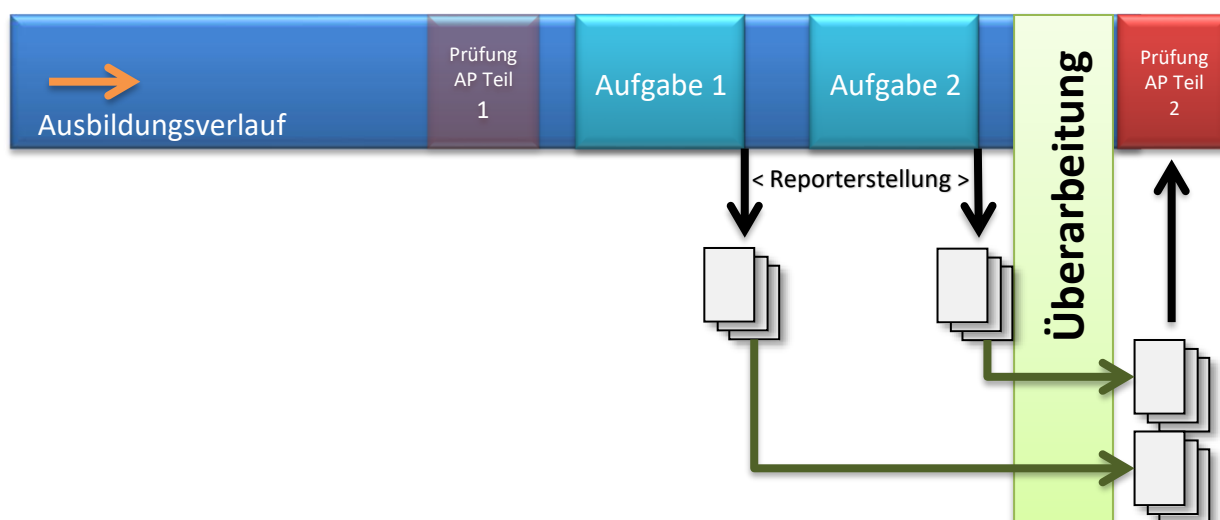 Ausbildungsverlauf
Prüfung
AP Teil
1
Aufgabe 1
Aufgabe 2
Überarbeitung
Prüfung
AP Teil
2
< Reporterstellung >